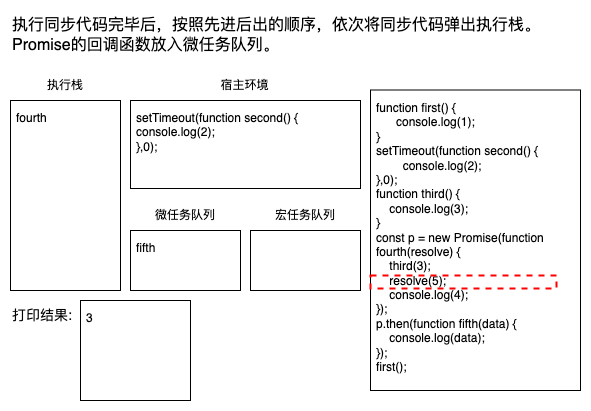 执行同步代码完毕后，按照先进后出的顺序，依次将同步代码弹出执行栈。
Promise的回调函数放入微任务队列。
执行栈
宿主环境
fourth
setTimeout(function second() {
console.log(2);
},0);
微任务队列
宏任务队列
fifth
打印结果:
3
function first() {
console.log(1);
}
setTimeout(function second() {
console.log(2);
},0);
function third() {
console.log(3);
}
const p = new Promise(function
fourth(resolve) {
third(3);
resolve(5);
console.log(4);
});
p.then(function fifth(data) {
console.log(data);
});
first();